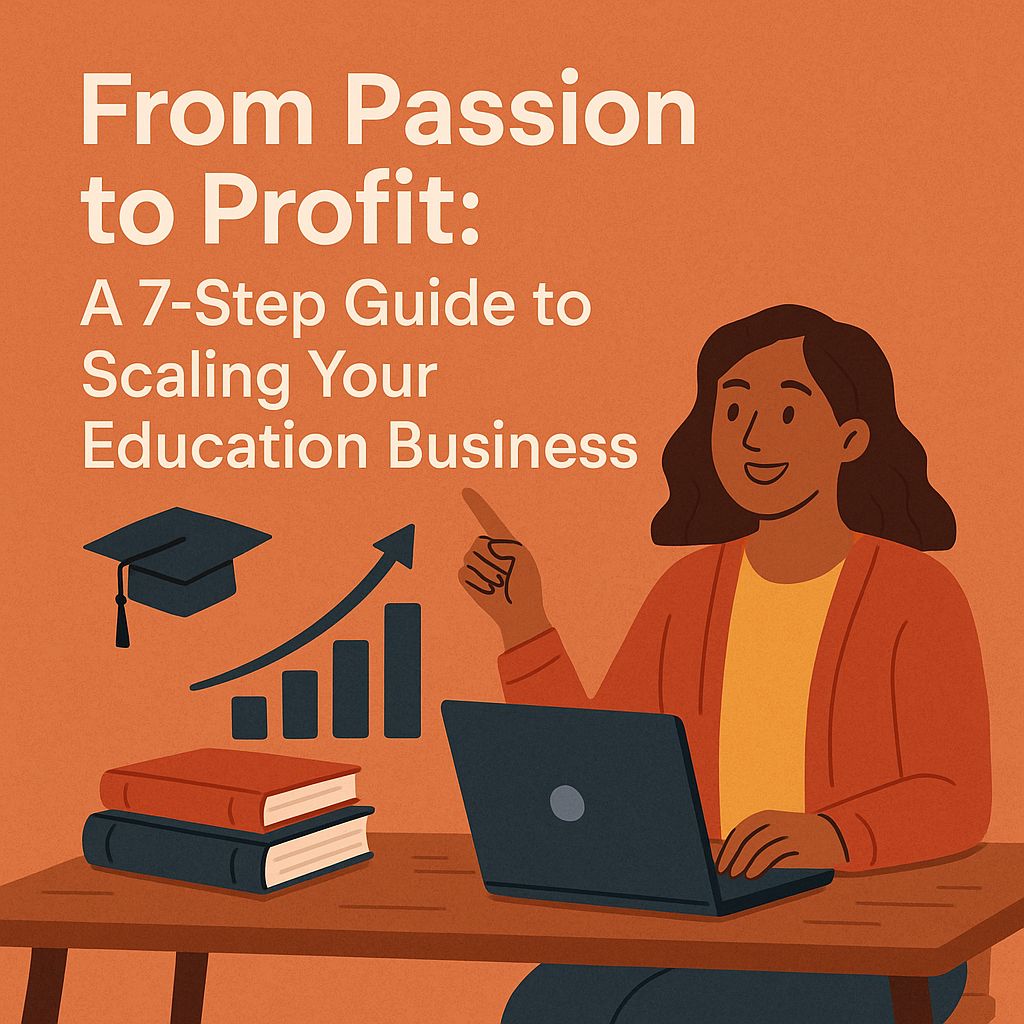 From Passion
to Profit:
A 7-Step Guide to
Scaling Your
Education Business